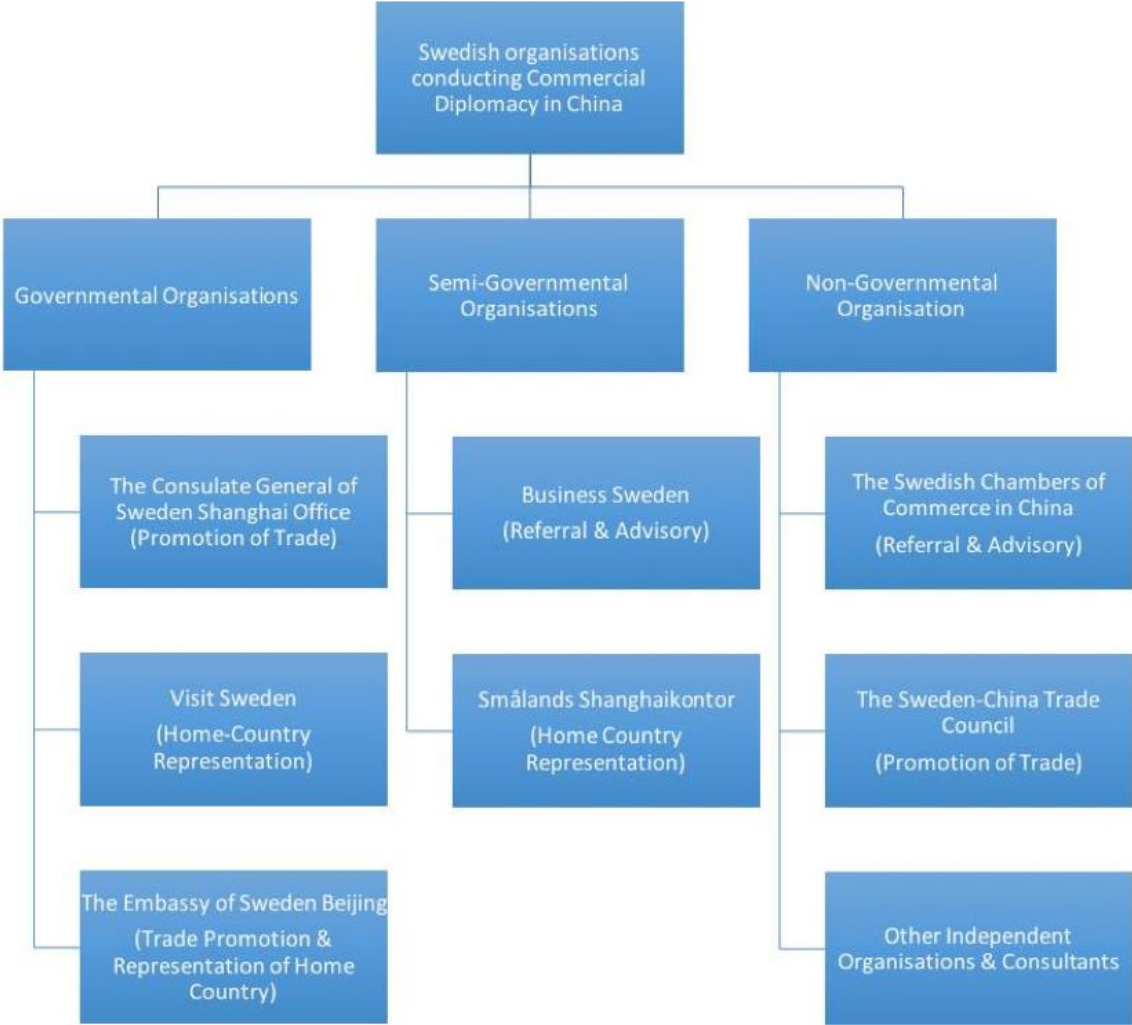 Swedish organisations
conducting Commercial
Diplomacy in China
Governmental Organisations
Semi-Governmental
Organisations
Non-Governmental
Organisation
The Consulate General of
Sweden Shanghai Office
(Promotion of Trade)
Visit Sweden
(Home-Country
Representation)
The Embassy of Sweden Beijing
(Trade Promotion &
Representation of Home
Country)
Business Sweden
(Referral & Advisory)
Smålands Shanghaikontor
(Home Country
Representation)
The Swedish Chambers of
Commerce in China
(Referral & Advisory)
The Sweden-China Trade
Council
(Promotion of Trade)
Other Independent
Organisations & Consultants